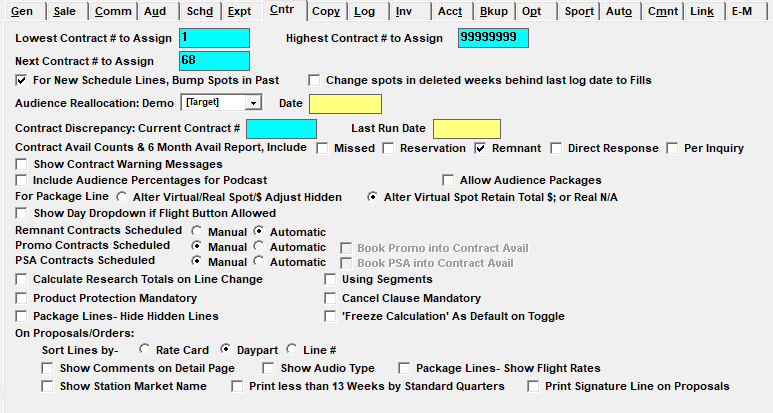 Gen Sale Comm Aud Schd Expt Cntr Copy Log Inv Acct Bkup Opt Sport Auto Cmnt Link E-M
Lowest Contract # to Assign 1 Highest Contract # to Assign 99999999
Next Contract # to Assign 68
For New Schedule Lines, Bump Spots in Past Change spots in deleted weeks behind last log date to Fills
Audience Reallocation: Demo [Target] Date
Contract Discrepancy: Current Contract # Last Run Date
Contract Avail Counts & 6 Month Avail Report, Include Missed Reservation Remnant Direct Response Per Inquiry
Show Contract Warning Messages
Include Audience Percentages for Podcast Allow Audience Packages
For Package Line Alter Virtual/Real Spot/$ Adjust Hidden Alter Virtual Spot Retain Total $; or Real N/A
Show Day Dropdown if Flight Button Allowed
Remnant Contracts Scheduled Manual Automatic
Promo Contracts Scheduled Manual Automatic Book Promo into Contract Avail
PSA Contracts Scheduled Manual Automatic Book PSA into Contract Avail
Calculate Research Totals on Line Change Using Segments
Product Protection Mandatory Cancel Clause Mandatory
Package Lines- Hide Hidden Lines 'Freeze Calculation' As Default on Toggle
On Proposals/Orders:
Sort Lines by- Rate Card Daypart Line #
Show Comments on Detail Page Show Audio Type Package Lines- Show Flight Rates
Show Station Market Name Print less than 13 Weeks by Standard Quarters Print Signature Line on Proposals